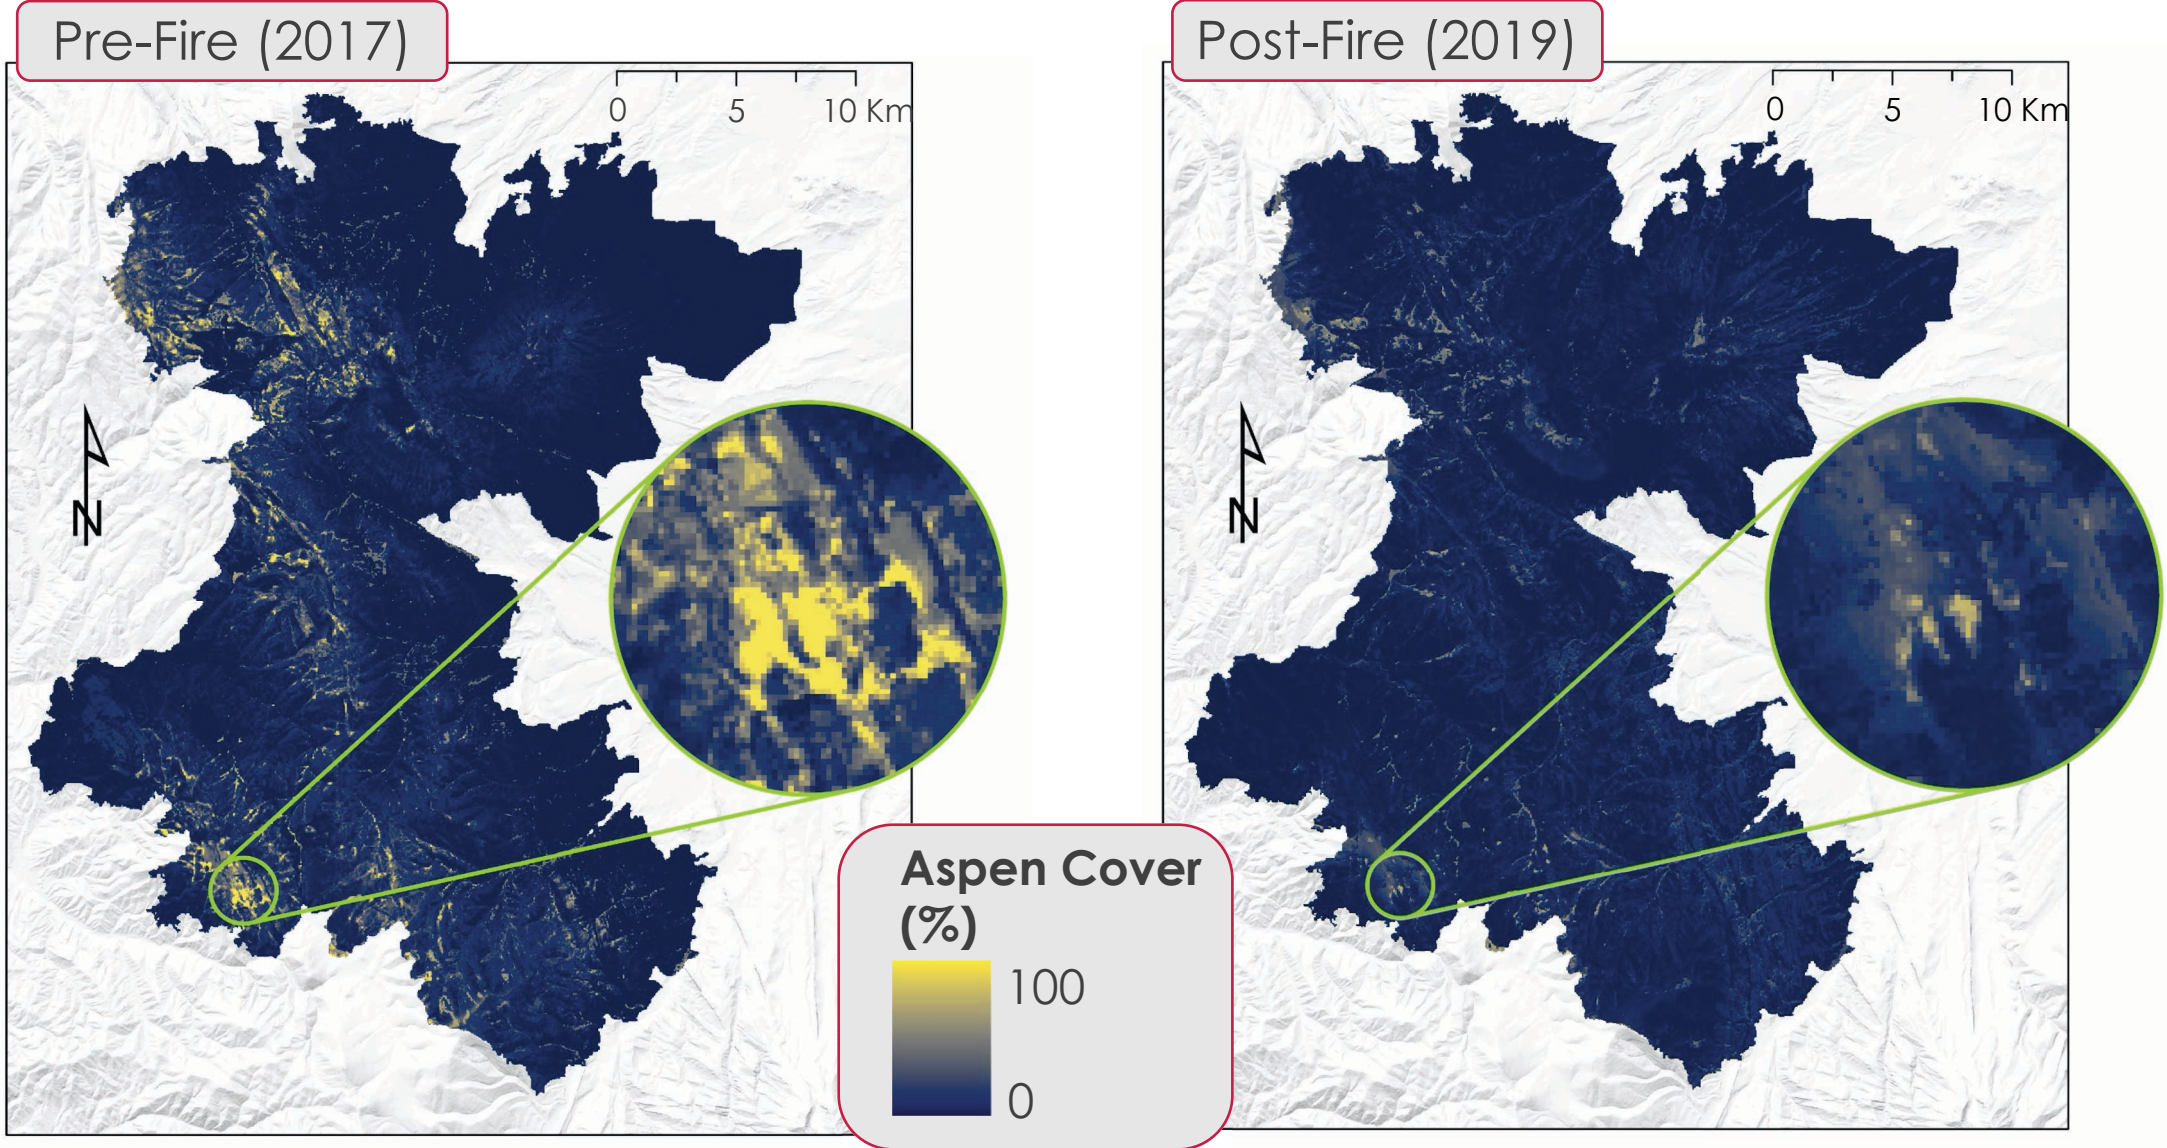 Pre-Fire (2017)
0 5 10 Km
N
Post-Fire (2019)
0 5 10 Km
N
Aspen Cover
(%)
100
0